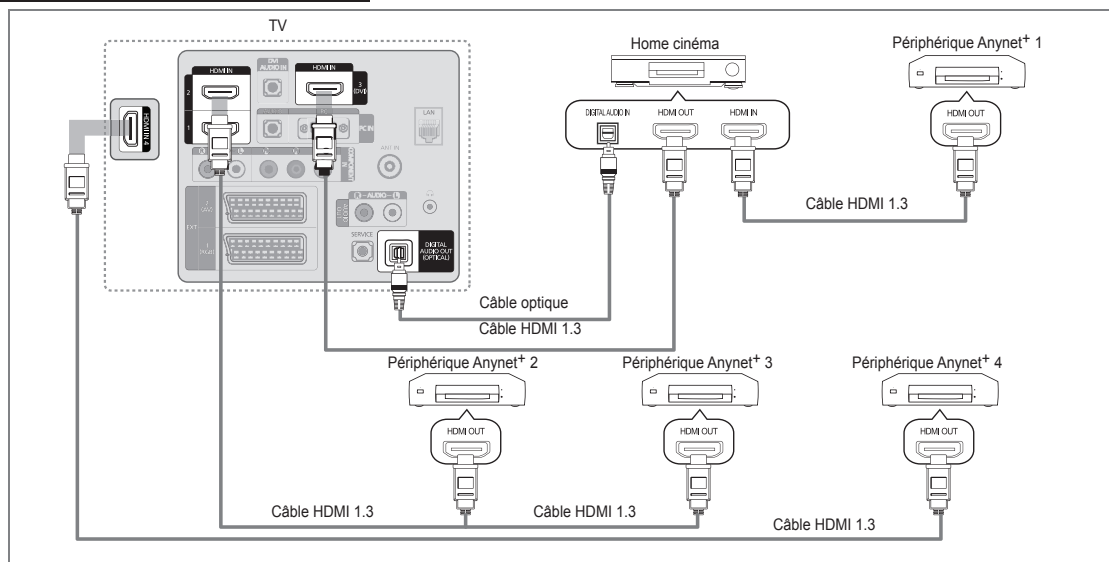 TV
Home cinéma
Périphérique Anynet+ 1
HDMI IN
2
1
DVI
AUDIO IN
HDMI IN
3
(DVI)
LAN
PC IN
ANT IN
HDMI IN 4
DIGITAL AUDIO IN
HDMI OUT
HDMI IN
HDMI OUT
Câble HDMI 1.3
AUDIO
EXT
2
(AV)
1
(RGB)
SERVICE
DIGITAL
AUDIO OUT
(OPTICAL)
Câble optique
Câble HDMI 1.3
Périphérique Anynet+ 2
Périphérique Anynet+ 3
Périphérique Anynet+ 4
HDMI OUT
HDMI OUT
HDMI OUT
Câble HDMI 1.3
Câble HDMI 1.3
Câble HDMI 1.3